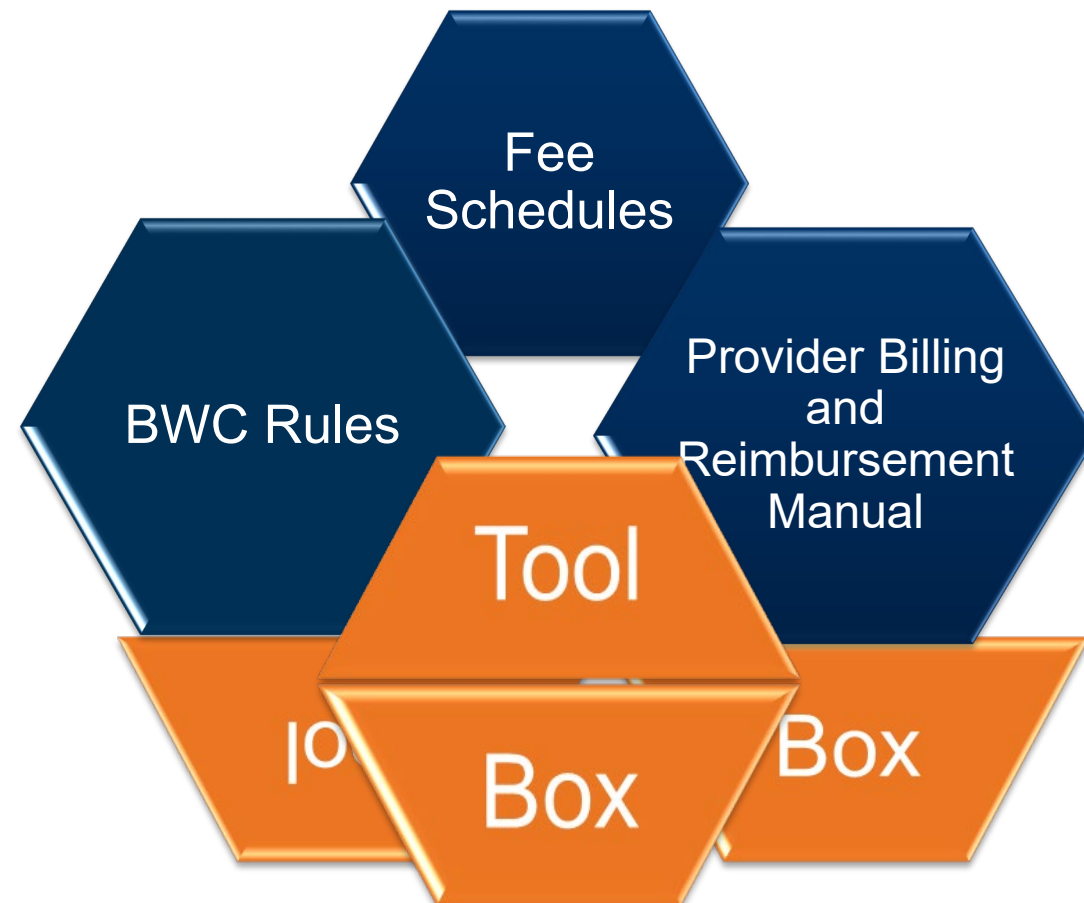 Fee
Schedules
BWC Rules
Provider Billing
and
Reimbursement
Manual
Tool
Box
Box